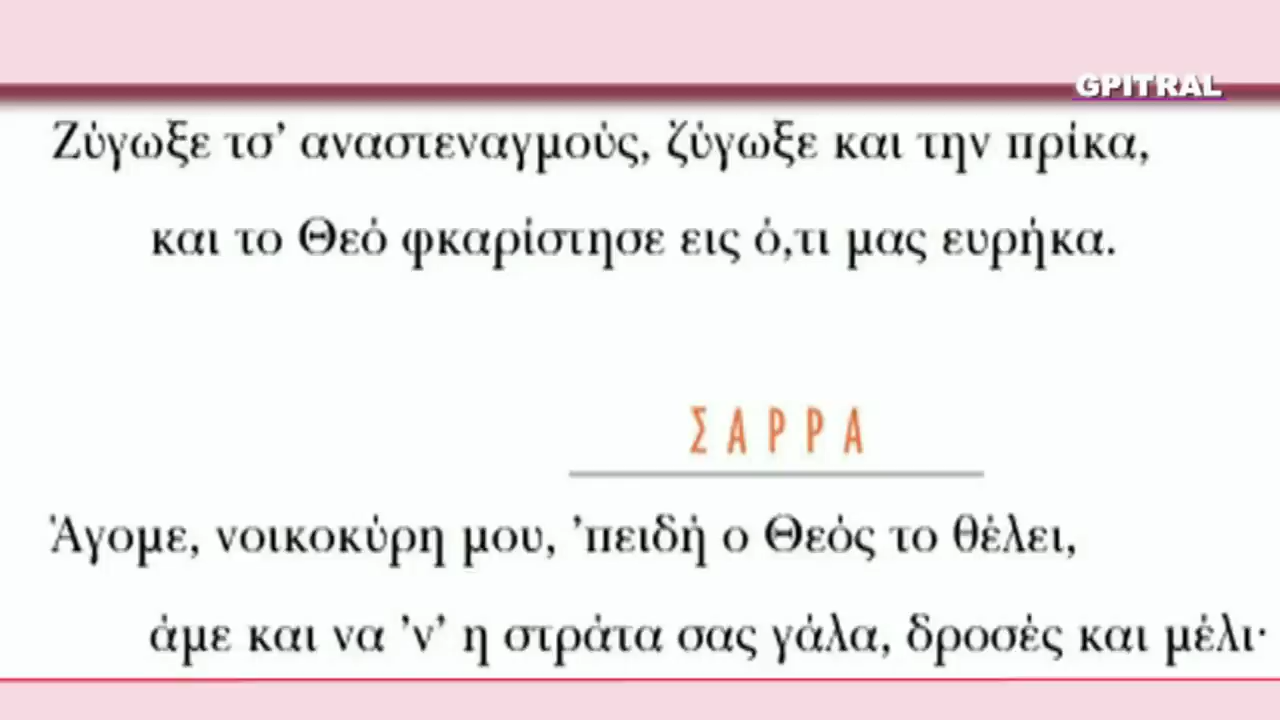 GPITRAL
Ζύγωξε τσ’ αναστεναγμούς, ζύγωξε και την πρίκα,
και το Θεό φκαρίστησε εις ό,τι μας ευρήκα.
ΣΑΡΡΑ
Άγομε, νοικοκύρη μου, ’πειδή ο Θεός το θέλει,
άμε και να ’ν’ η στράτα σας γάλα, δροσές και μέλι·